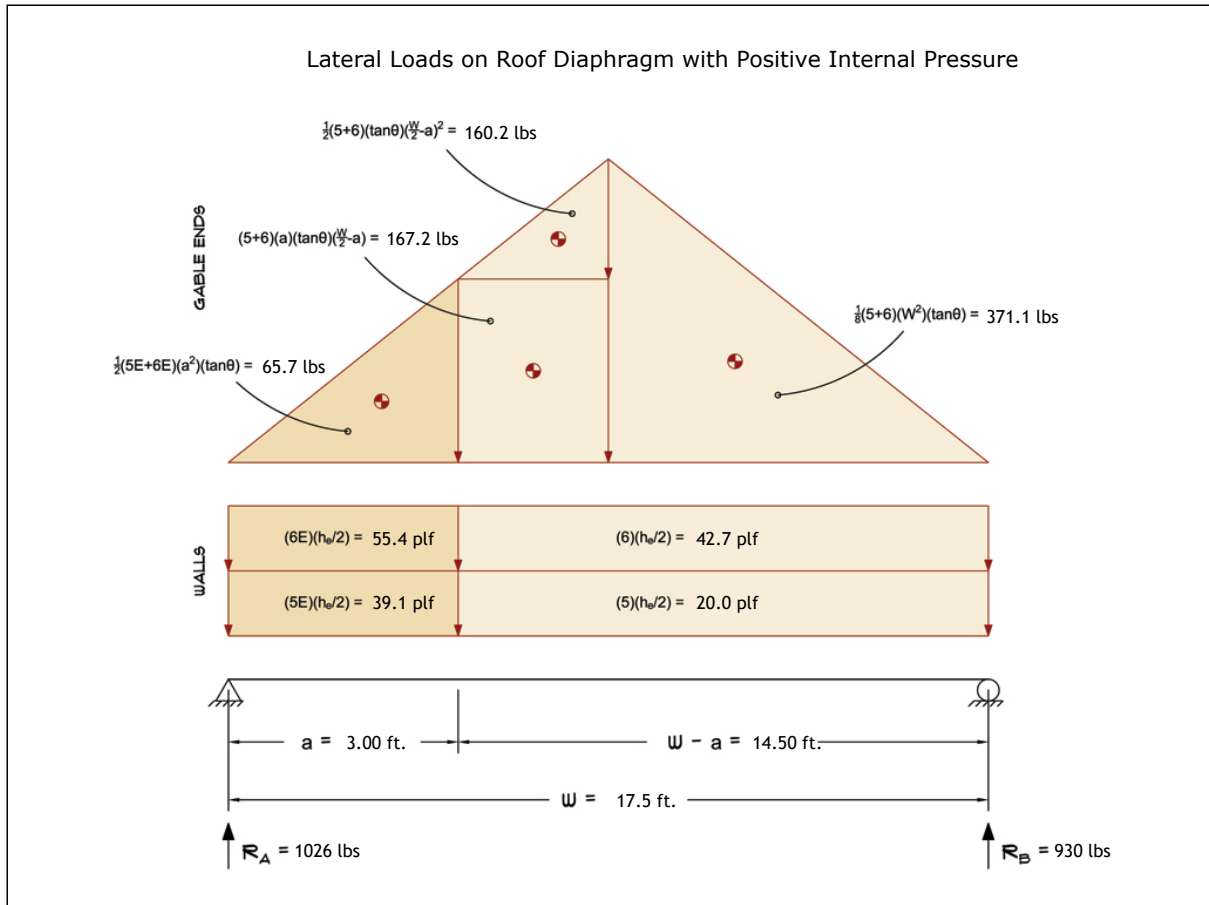 Lateral Loads on Roof Diaphragm with Positive Internal Pressure
½(5+6)(tanθ)(W/2-a)² = 160.2 lbs
GABLE ENDS
(5+6)(a)(tanθ)(W/2-a) = 167.2 lbs
⅛(5+6)(W²)(tanθ) = 371.1 lbs
½(5E+6E)(a²)(tanθ) = 65.7 lbs
WALLS
(6E)(hₑ/2) = 55.4 plf
(6)(hₑ/2) = 42.7 plf
(5E)(hₑ/2) = 39.1 plf
(5)(hₑ/2) = 20.0 plf
a = 3.00 ft.
W - a = 14.50 ft.
W = 17.5 ft.
R_A = 1026 lbs
R_B = 930 lbs